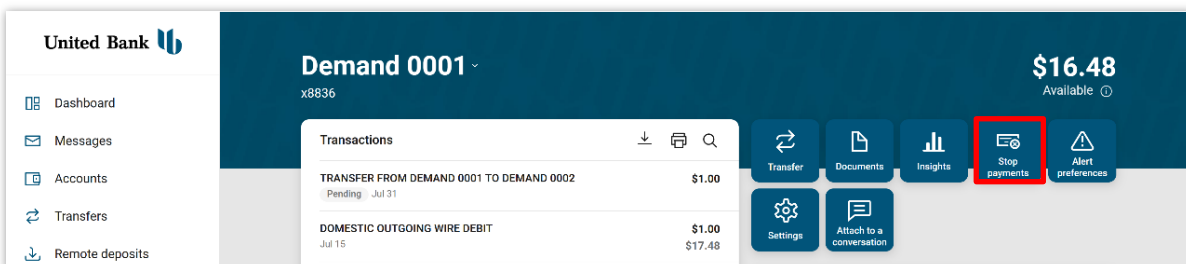 United Bank
Dashboard
Messages
Accounts
Transfers
Remote deposits
Demand 0001
x8836
$16.48
Available
Transactions
TRANSFER FROM DEMAND 0001 TO DEMAND 0002 $1.00
Pending Jul 31
DOMESTIC OUTGOING WIRE DEBIT $1.00
Jul 15 $17.48
Transfer
Documents
Insights
Stop
payments
Alert
preferences
Settings
Attach to a
conversation